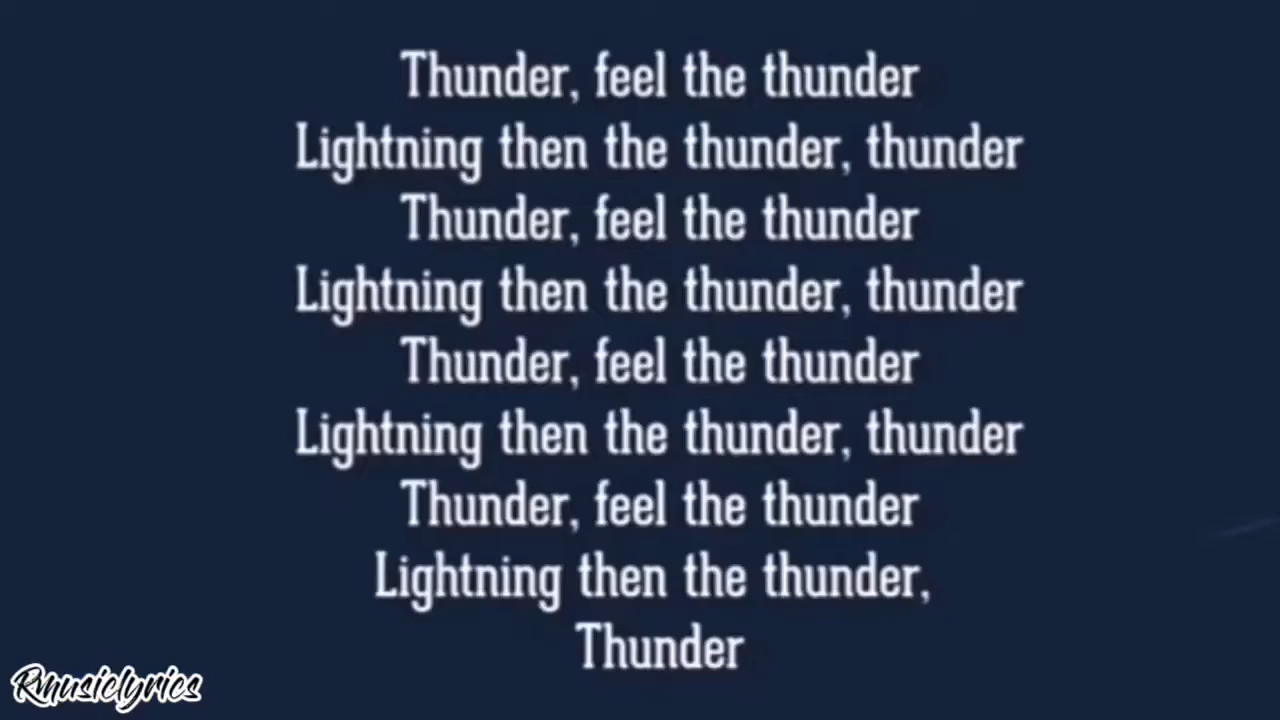 Thunder, feel the thunder
Lightning then the thunder, thunder
Thunder, feel the thunder
Lightning then the thunder, thunder
Thunder, feel the thunder
Lightning then the thunder, thunder
Thunder, feel the thunder
Lightning then the thunder,
Thunder
Rmusiclyrics